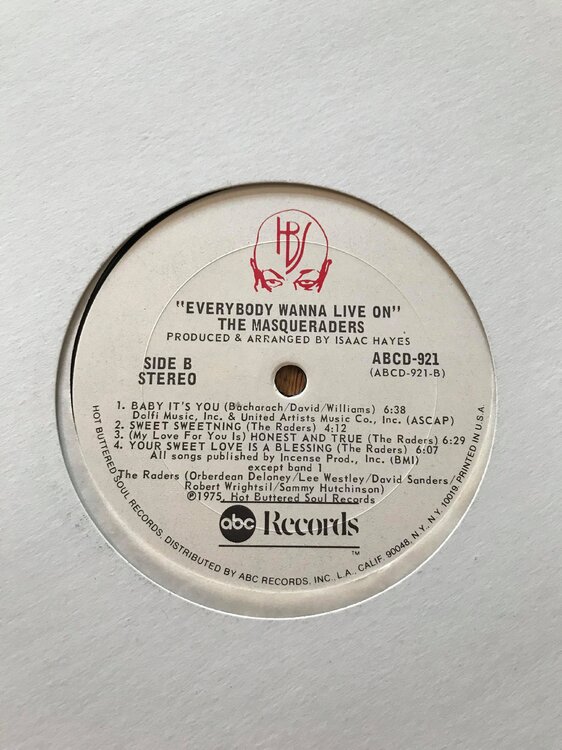 HBS
"EVERYBODY WANNA LIVE ON"
THE MASQUERADERS
PRODUCED & ARRANGED BY ISAAC HAYES
SIDE B
STEREO
ABCD-921
(ABCD-921-B)
1. BABY IT'S YOU (Bacharach/David/Williams) 6:38
Dolfi Music, Inc. & United Artists Music Co., Inc. (ASCAP)
2. SWEET SWEETNING (The Raders) 4:12
3. (My Love For You Is) HONEST AND TRUE (The Raders) 6:29
4. YOUR SWEET LOVE IS A BLESSING (The Raders) 6:07
All songs published by Incense Prod., Inc. (BMI)
except band 1
The Raders (Orberdean Deloney/Lee Westley/David Sanders/
Robert Wrightsil/Sammy Hutchinson)
℗1975, Hot Buttered Soul Records
abc Records
TM
HOT BUTTERED SOUL RECORDS, DISTRIBUTED BY ABC RECORDS, INC., L.A., CALIF. 90048, N.Y., N.Y. 10019 PRINTED IN U.S.A.